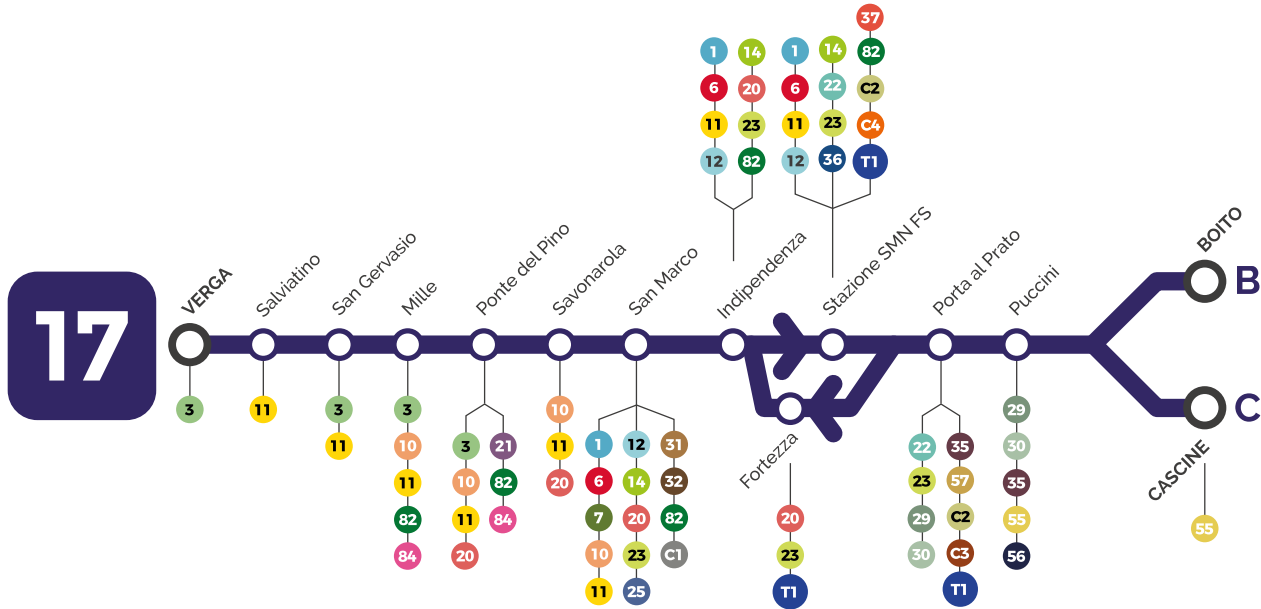 17
VERGA
3
Salviatino
11
San Gervasio
3
11
Mille
3
10
11
82
84
Ponte del Pino
3
10
11
20
21
82
84
Savonarola
10
11
20
San Marco
1
6
7
10
11
12
14
20
23
25
31
32
82
C1
Indipendenza
1
6
11
12
14
20
23
82
Stazione SMN FS
1
6
11
12
14
22
23
36
37
82
C2
C4
T1
Fortezza
20
23
T1
Porta al Prato
22
23
29
30
35
57
C2
C3
T1
Puccini
29
30
35
55
56
BOITO
B
CASCINE
C
55